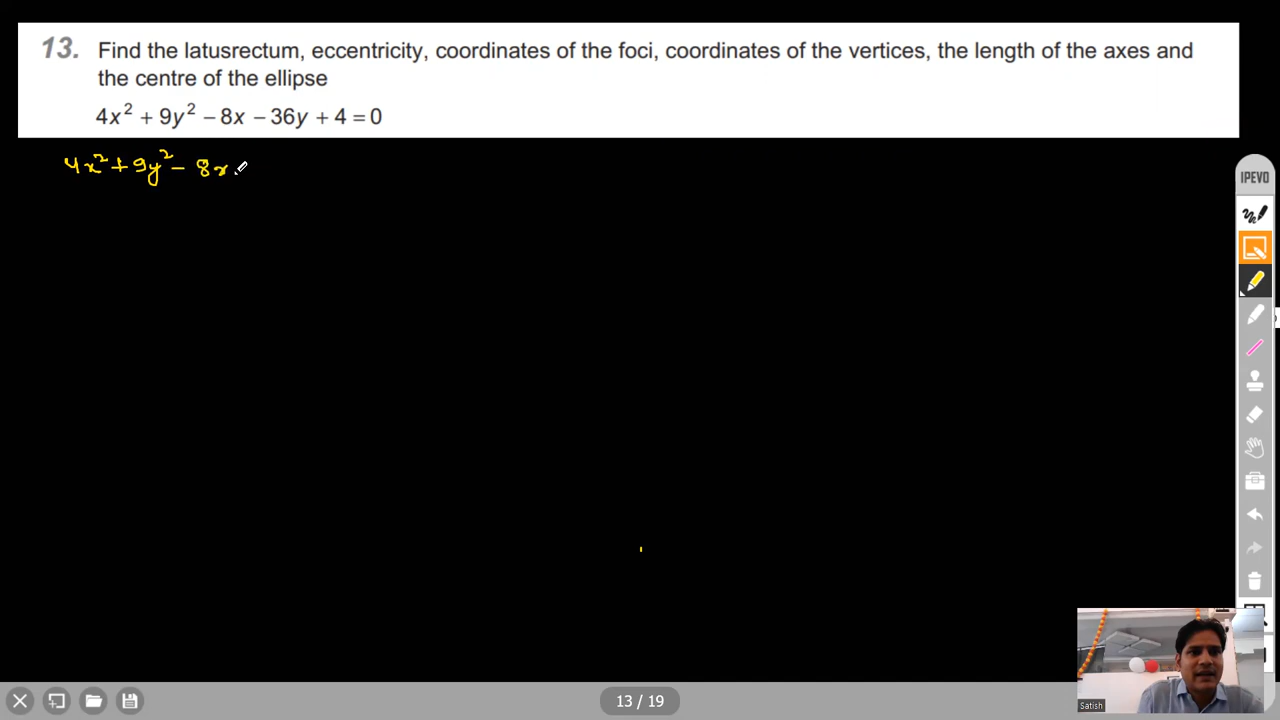 13. Find the latusrectum, eccentricity, coordinates of the foci, coordinates of the vertices, the length of the axes and
the centre of the ellipse
4x² + 9y² − 8x − 36y + 4 = 0
4x² + 9y² − 8x
IPEVO
13 / 19
Satish